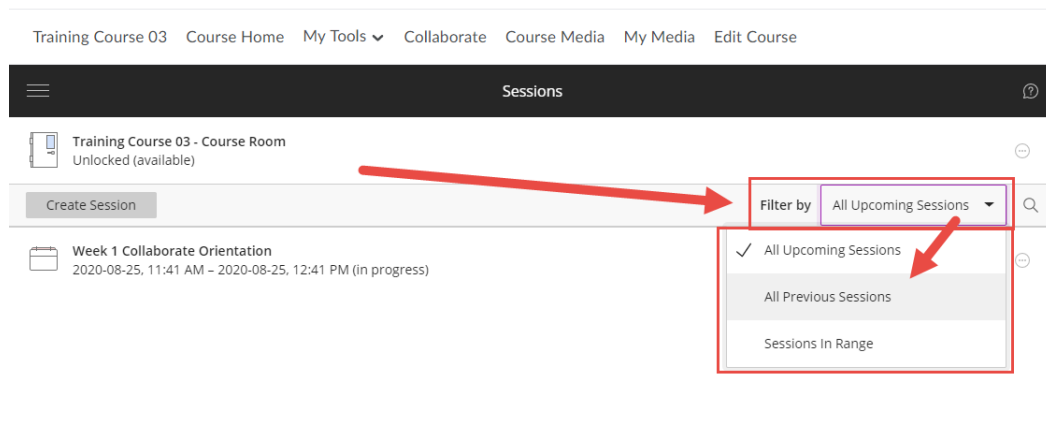 Training Course 03 Course Home My Tools Collaborate Course Media My Media Edit Course
Sessions
Training Course 03 - Course Room
Unlocked (available)
Create Session Filter by All Upcoming Sessions
Week 1 Collaborate Orientation
2020-08-25, 11:41 AM – 2020-08-25, 12:41 PM (in progress)
All Upcoming Sessions
All Previous Sessions
Sessions In Range